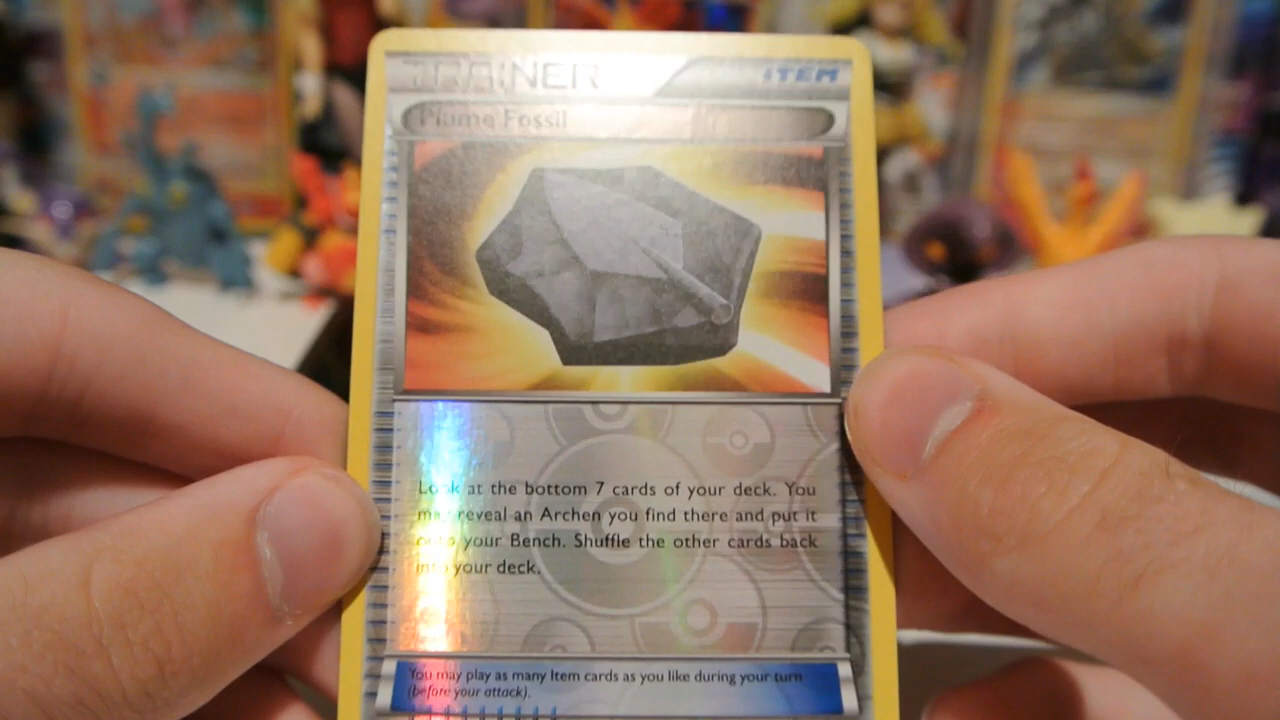 TRAINER ITEM
Plume Fossil
Look at the bottom 7 cards of your deck. You
may reveal an Archen you find there and put it
onto your Bench. Shuffle the other cards back
into your deck.
You may play as many Item cards as you like during your turn
(before your attack).